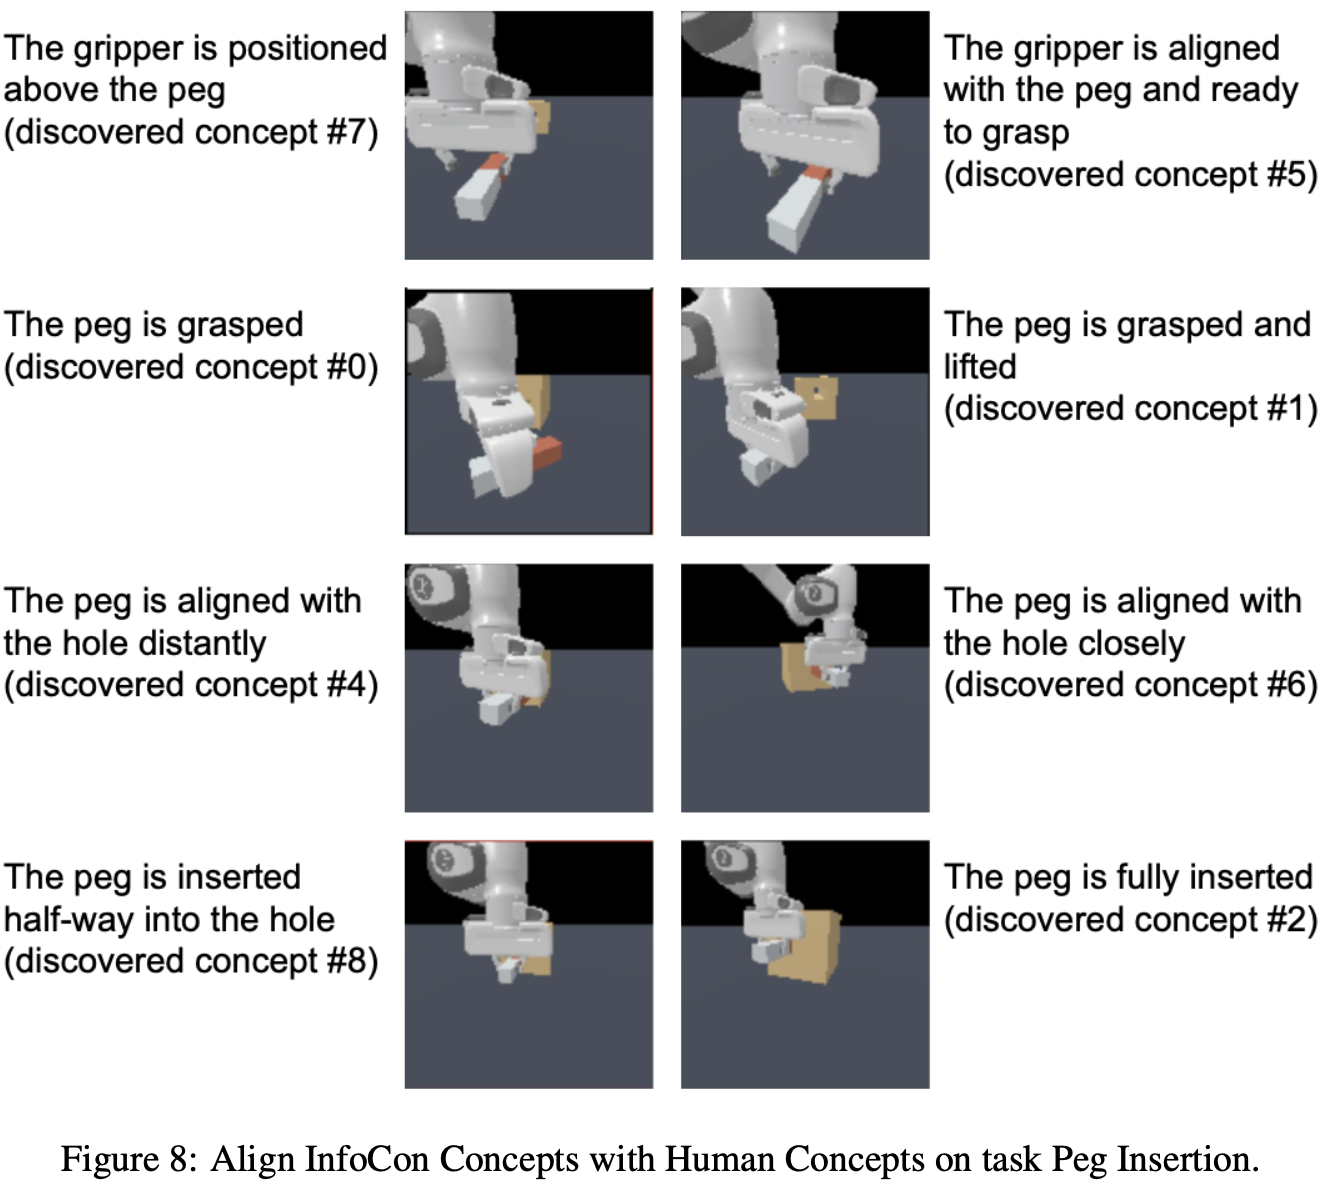 The gripper is positioned
above the peg
(discovered concept #7)
The gripper is aligned
with the peg and ready
to grasp
(discovered concept #5)
The peg is grasped
(discovered concept #0)
The peg is grasped and
lifted
(discovered concept #1)
The peg is aligned with
the hole distantly
(discovered concept #4)
The peg is aligned with
the hole closely
(discovered concept #6)
The peg is inserted
half-way into the hole
(discovered concept #8)
The peg is fully inserted
(discovered concept #2)
Figure 8: Align InfoCon Concepts with Human Concepts on task Peg Insertion.